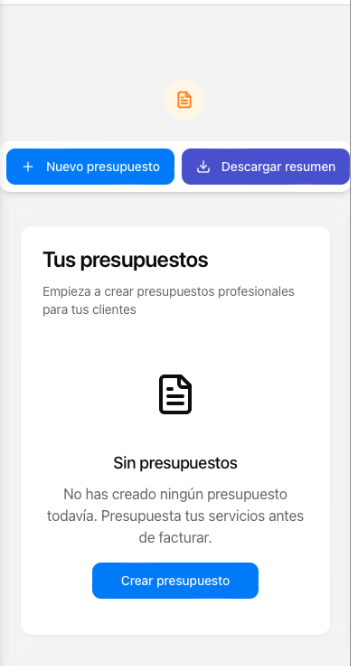 Nuevo presupuesto
Descargar resumen
Tus presupuestos
Empieza a crear presupuestos profesionales
para tus clientes
Sin presupuestos
No has creado ningún presupuesto
todavía. Presupuesta tus servicios antes
de facturar.
Crear presupuesto